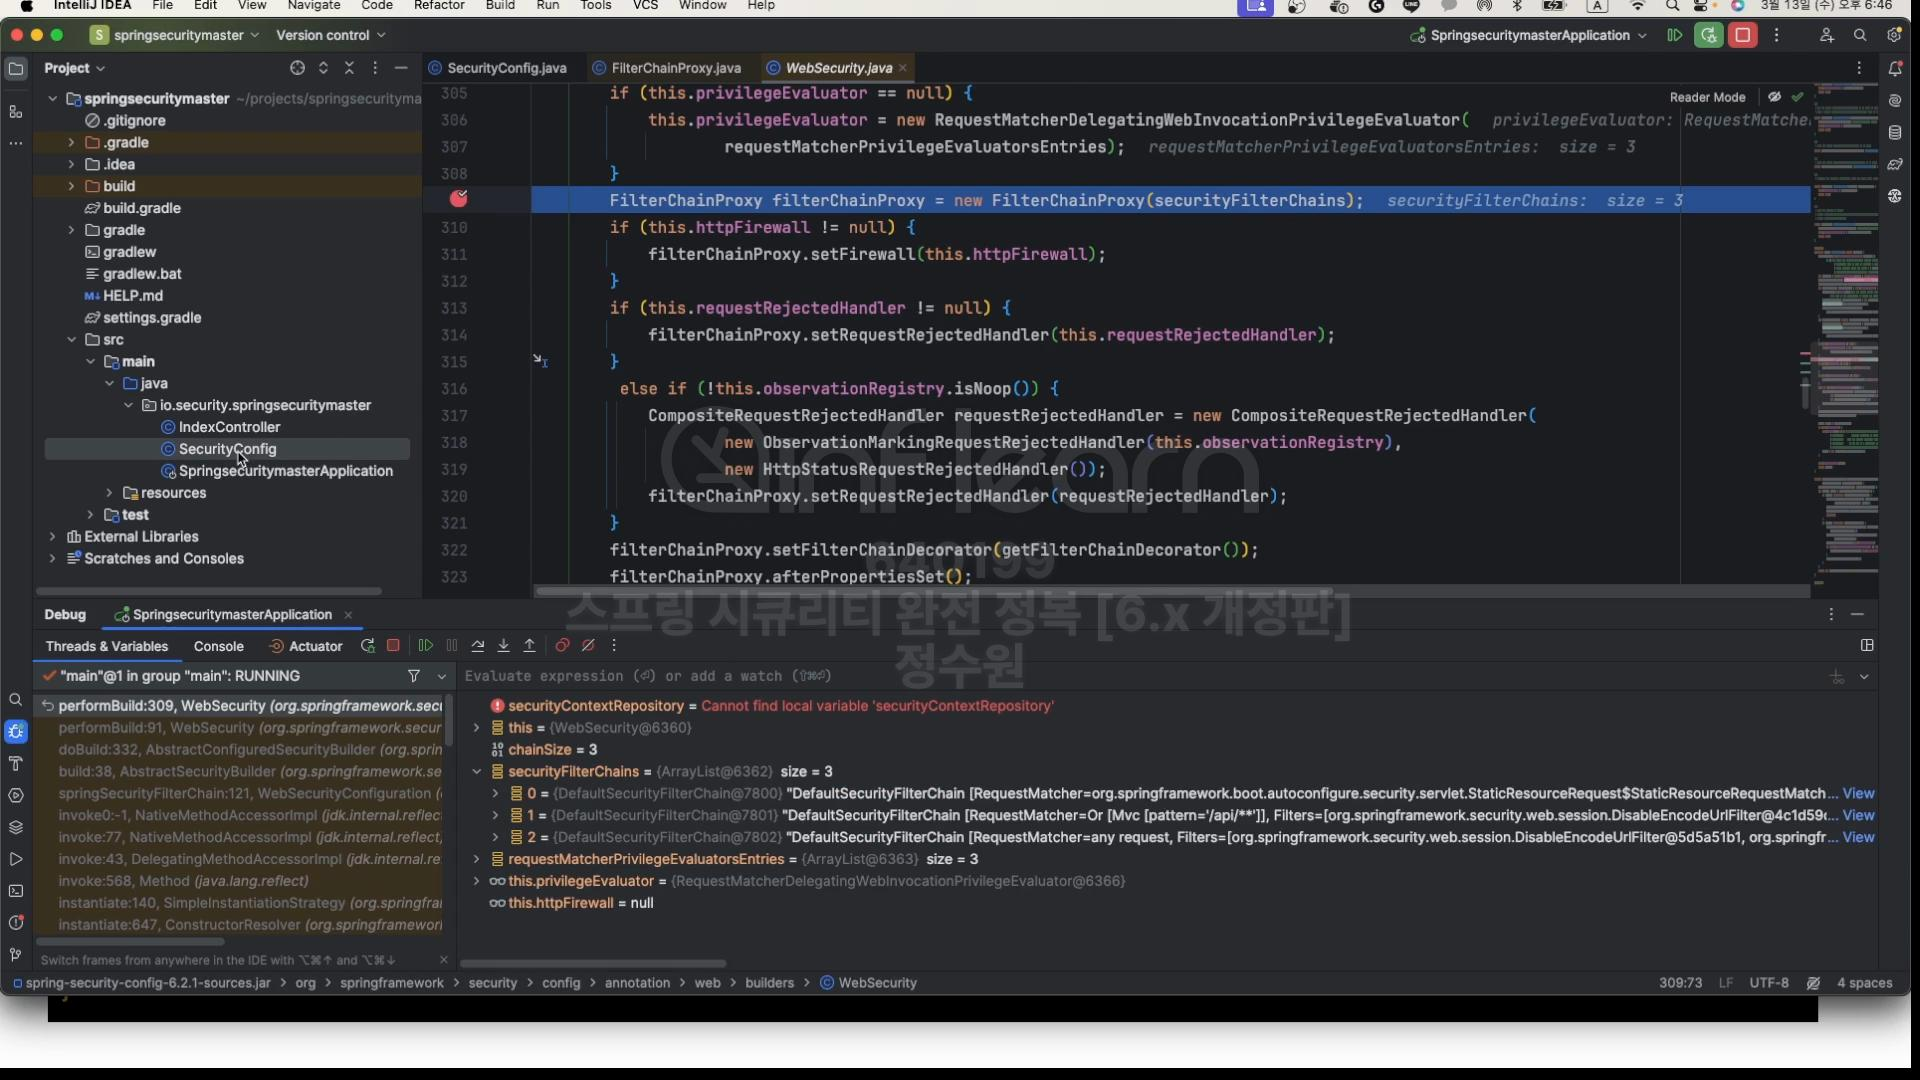 IntelliJ IDEA File Edit View Navigate Code Refactor Build Run Tools VCS Window Help
A 3월 13일 (수) 오후 6:46
S springsecuritymaster Version control SpringsecuritymasterApplication
Project
SecurityConfig.java FilterChainProxy.java WebSecurity.java
springsecuritymaster ~/projects/springsecurityma
.gitignore
.gradle
.idea
build
build.gradle
gradle
gradlew
gradlew.bat
M↓ HELP.md
settings.gradle
src
main
java
io.security.springsecuritymaster
IndexController
SecurityConfig
SpringsecuritymasterApplication
resources
test
External Libraries
Scratches and Consoles
Reader Mode
305 if (this.privilegeEvaluator == null) {
306 this.privilegeEvaluator = new RequestMatcherDelegatingWebInvocationPrivilegeEvaluator( privilegeEvaluator: RequestMatche
307 requestMatcherPrivilegeEvaluatorsEntries); requestMatcherPrivilegeEvaluatorsEntries: size = 3
308 }
FilterChainProxy filterChainProxy = new FilterChainProxy(securityFilterChains); securityFilterChains: size = 3
310 if (this.httpFirewall != null) {
311 filterChainProxy.setFirewall(this.httpFirewall);
312 }
313 if (this.requestRejectedHandler != null) {
314 filterChainProxy.setRequestRejectedHandler(this.requestRejectedHandler);
315 }
316 else if (!this.observationRegistry.isNoop()) {
317 CompositeRequestRejectedHandler requestRejectedHandler = new CompositeRequestRejectedHandler(
318 new ObservationMarkingRequestRejectedHandler(this.observationRegistry),
319 new HttpStatusRequestRejectedHandler());
320 filterChainProxy.setRequestRejectedHandler(requestRejectedHandler);
321 }
322 filterChainProxy.setFilterChainDecorator(getFilterChainDecorator());
323 filterChainProxy.afterPropertiesSet();
inflearn
640199
스프링 시큐리티 완전 정복 [6.x 개정판]
정수원
Debug SpringsecuritymasterApplication
Threads & Variables Console Actuator
"main"@1 in group "main": RUNNING
performBuild:309, WebSecurity (org.springframework.secu
performBuild:91, WebSecurity (org.springframework.secur
doBuild:332, AbstractConfiguredSecurityBuilder (org.sprin
build:38, AbstractSecurityBuilder (org.springframework.se
springSecurityFilterChain:121, WebSecurityConfiguration (
invoke0:-1, NativeMethodAccessorImpl (jdk.internal.reflec
invoke:77, NativeMethodAccessorImpl (jdk.internal.reflect
invoke:43, DelegatingMethodAccessorImpl (jdk.internal.re
invoke:568, Method (java.lang.reflect)
instantiate:140, SimpleInstantiationStrategy (org.springfra
instantiate:647, ConstructorResolver (org.springframework
Switch frames from anywhere in the IDE with ⌥⌘↑ and ⌥⌘↓
Evaluate expression (⏎) or add a watch (⇧⌘⏎)
securityContextRepository = Cannot find local variable 'securityContextRepository'
this = {WebSecurity@6360}
chainSize = 3
securityFilterChains = {ArrayList@6362} size = 3
0 = {DefaultSecurityFilterChain@7800} "DefaultSecurityFilterChain [RequestMatcher=org.springframework.boot.autoconfigure.security.servlet.StaticResourceRequest$StaticResourceRequestMatch... View
1 = {DefaultSecurityFilterChain@7801} "DefaultSecurityFilterChain [RequestMatcher=Or [Mvc [pattern='/api/**']], Filters=[org.springframework.security.web.session.DisableEncodeUrlFilter@4c1d59... View
2 = {DefaultSecurityFilterChain@7802} "DefaultSecurityFilterChain [RequestMatcher=any request, Filters=[org.springframework.security.web.session.DisableEncodeUrlFilter@5d5a51b1, org.springfr... View
requestMatcherPrivilegeEvaluatorsEntries = {ArrayList@6363} size = 3
this.privilegeEvaluator = {RequestMatcherDelegatingWebInvocationPrivilegeEvaluator@6366}
this.httpFirewall = null
spring-security-config-6.2.1-sources.jar > org > springframework > security > config > annotation > web > builders > WebSecurity
309:73 LF UTF-8 4 spaces